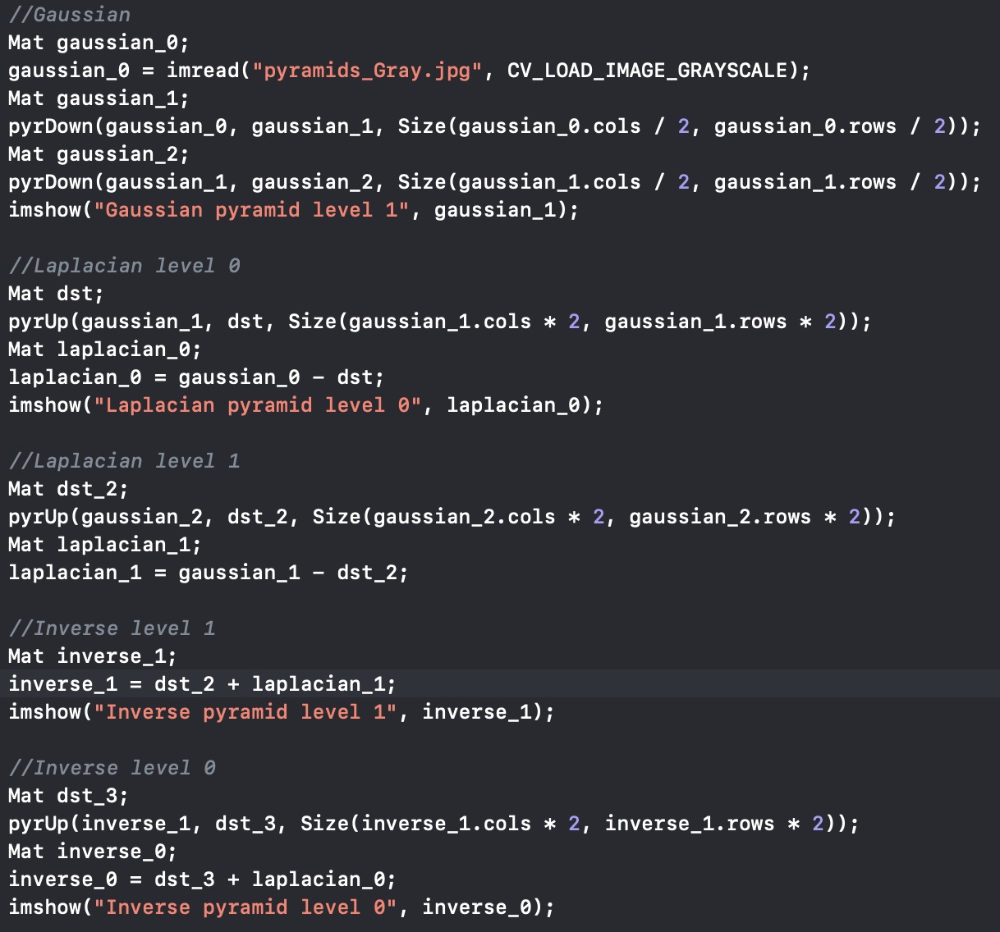 //Gaussian
Mat gaussian_0;
gaussian_0 = imread("pyramids_Gray.jpg", CV_LOAD_IMAGE_GRAYSCALE);
Mat gaussian_1;
pyrDown(gaussian_0, gaussian_1, Size(gaussian_0.cols / 2, gaussian_0.rows / 2));
Mat gaussian_2;
pyrDown(gaussian_1, gaussian_2, Size(gaussian_1.cols / 2, gaussian_1.rows / 2));
imshow("Gaussian pyramid level 1", gaussian_1);

//Laplacian level 0
Mat dst;
pyrUp(gaussian_1, dst, Size(gaussian_1.cols * 2, gaussian_1.rows * 2));
Mat laplacian_0;
laplacian_0 = gaussian_0 - dst;
imshow("Laplacian pyramid level 0", laplacian_0);

//Laplacian level 1
Mat dst_2;
pyrUp(gaussian_2, dst_2, Size(gaussian_2.cols * 2, gaussian_2.rows * 2));
Mat laplacian_1;
laplacian_1 = gaussian_1 - dst_2;

//Inverse level 1
Mat inverse_1;
inverse_1 = dst_2 + laplacian_1;
imshow("Inverse pyramid level 1", inverse_1);

//Inverse level 0
Mat dst_3;
pyrUp(inverse_1, dst_3, Size(inverse_1.cols * 2, inverse_1.rows * 2));
Mat inverse_0;
inverse_0 = dst_3 + laplacian_0;
imshow("Inverse pyramid level 0", inverse_0);